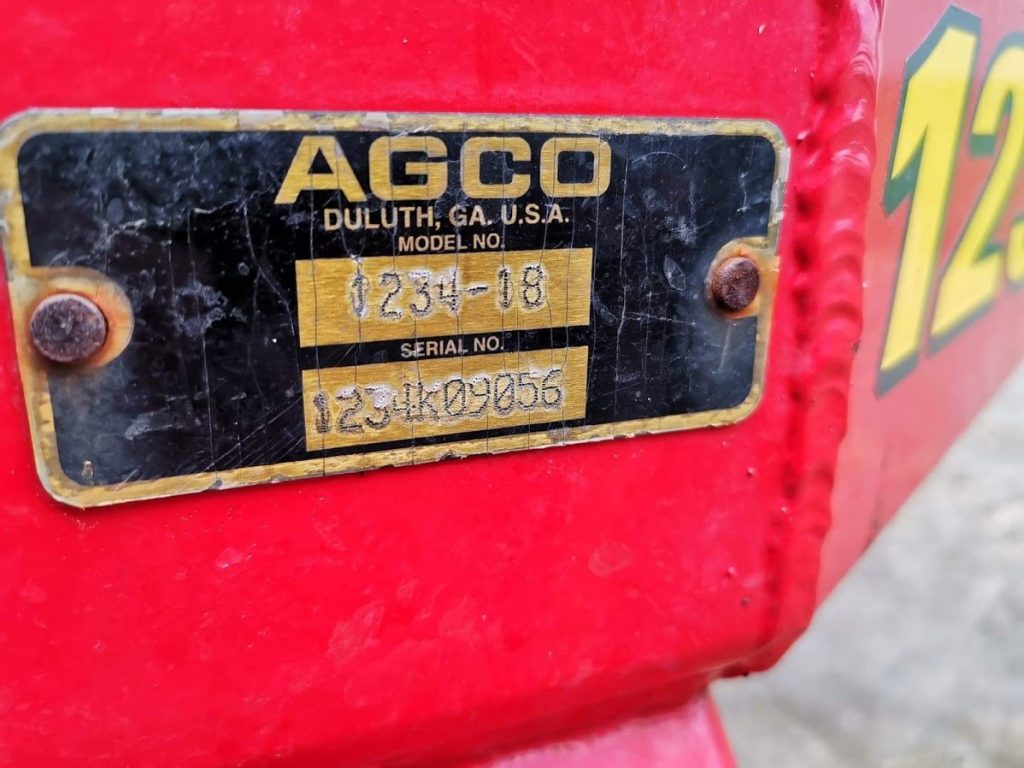 AGCO
DULUTH, GA. U.S.A.
MODEL NO.
1234-18
SERIAL NO.
1234K09056